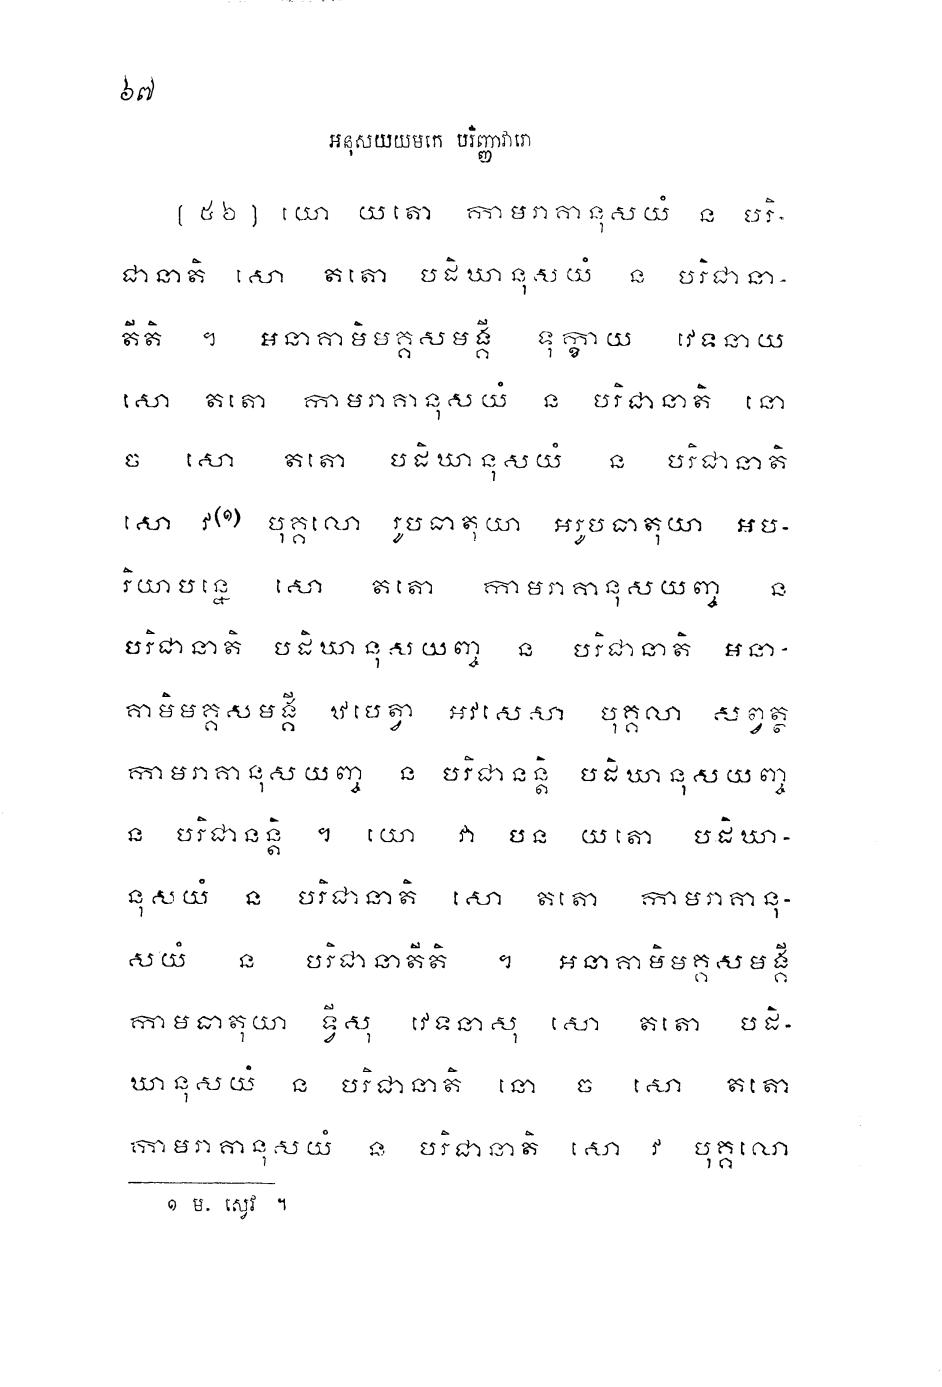 ៦៧
អនុសយយមកេ បរិញ្ញាវារោ
[ ៥៦ ] យោ យតោ កាមរាគានុសយំ ន បរិ-
ជានាតិ សោ តតោ បដិឃានុសយំ ន បរិជានា-
តីតិ ។ អនាគាមិមគ្គសមង្គី ទុក្ខាយ វេទនាយ
សោ តតោ កាមរាគានុសយំ ន បរិជានាតិ នោ
ច សោ តតោ បដិឃានុសយំ ន បរិជានាតិ
សោ វ(១) បុគ្គលោ រូបធាតុយា អរូបធាតុយា អប-
រិយាបន្នេ សោ តតោ កាមរាគានុសយញ្ច ន
បរិជានាតិ បដិឃានុសយញ្ច ន បរិជានាតិ អនា-
គាមិមគ្គសមង្គី ឋបេត្វា អវសេសា បុគ្គលា សព្វត្ថ
កាមរាគានុសយញ្ច ន បរិជានន្តិ បដិឃានុសយញ្ច
ន បរិជានន្តិ ។ យោ វា បន យតោ បដិឃា-
នុសយំ ន បរិជានាតិ សោ តតោ កាមរាគានុ-
សយំ ន បរិជានាតីតិ ។ អនាគាមិមគ្គសមង្គី
កាមធាតុយា ទ្វីសុ វេទនាសុ សោ តតោ បដិ-
ឃានុសយំ ន បរិជានាតិ នោ ច សោ តតោ
កាមរាគានុសយំ ន បរិជានាតិ សោ វ បុគ្គលោ
១ ម. ស្វេវ ។